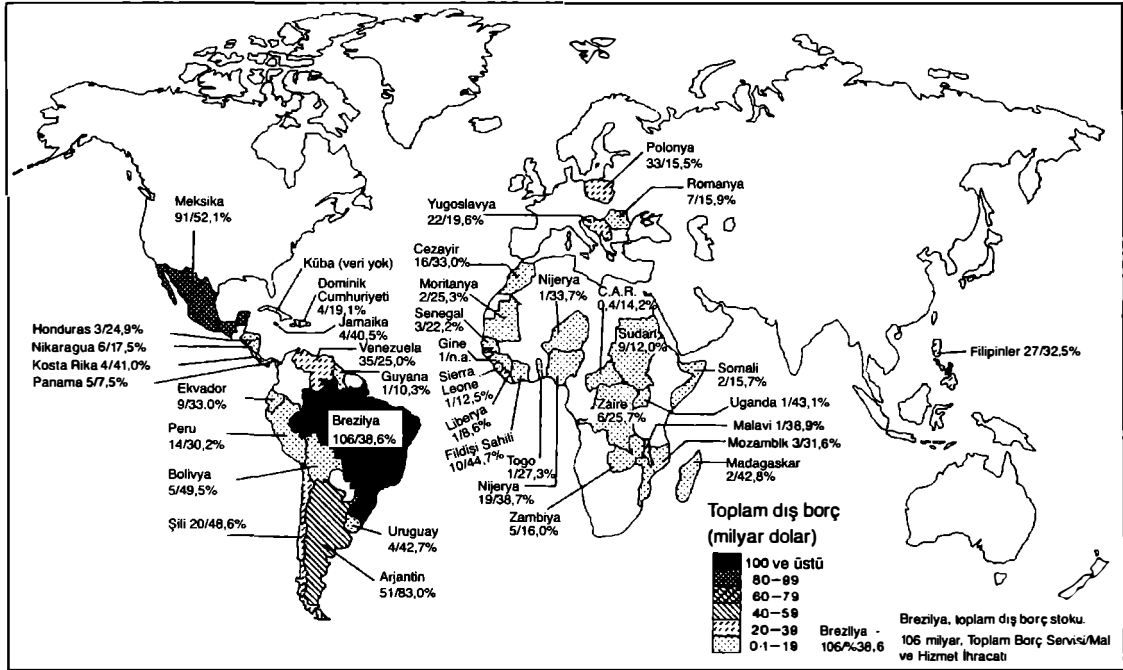 Polonya
33/15,5%
Romanya
7/15,9%
Yugoslavya
22/19,6%
Meksika
91/52,1%
Küba (veri yok)
Dominik
Cumhuriyeti
4/19,1%
Jamaika
4/40,5%
Honduras 3/24,9%
Nikaragua 6/17,5%
Kosta Rika 4/41,0%
Panama 5/7,5%
Venezuela
35/25,0%
Guyana
1/10,3%
Ekvador
9/33.0%
Peru
14/30,2%
Brezilya
106/38,6%
Bolivya
5/49,5%
Şili 20/48,6%
Uruguay
4/42,7%
Arjantin
51/83,0%
Cezayir
16/33,0%
Moritanya
2/25,3%
Senegal
3/22,2%
Gine
1/n.a.
Sierra
Leone
1/12,5%
Liberya
1/8,6%
Fildişi Sahili
10/44,7%
Togo
1/27,3%
Nijerya
19/38,7%
Nijerya
1/33,7%
C.A.R.
0,4/14,2%
Sudan
9/12,0%
Zaire
6/25,7%
Zambiya
5/16,0%
Somali
2/15,7%
Uganda 1/43,1%
Malavi 1/38,9%
Mozambik 3/31,6%
Madagaskar
2/42,8%
Filipinler 27/32,5%
Toplam dış borç
(milyar dolar)
100 ve üstü
80-99
60-79
40-59
20-39
0.1-19
Brezilya -
106/%38,6
Brezilya, toplam dış borç stoku.
106 milyar, Toplam Borç Servisi/Mal
ve Hizmet İhracatı